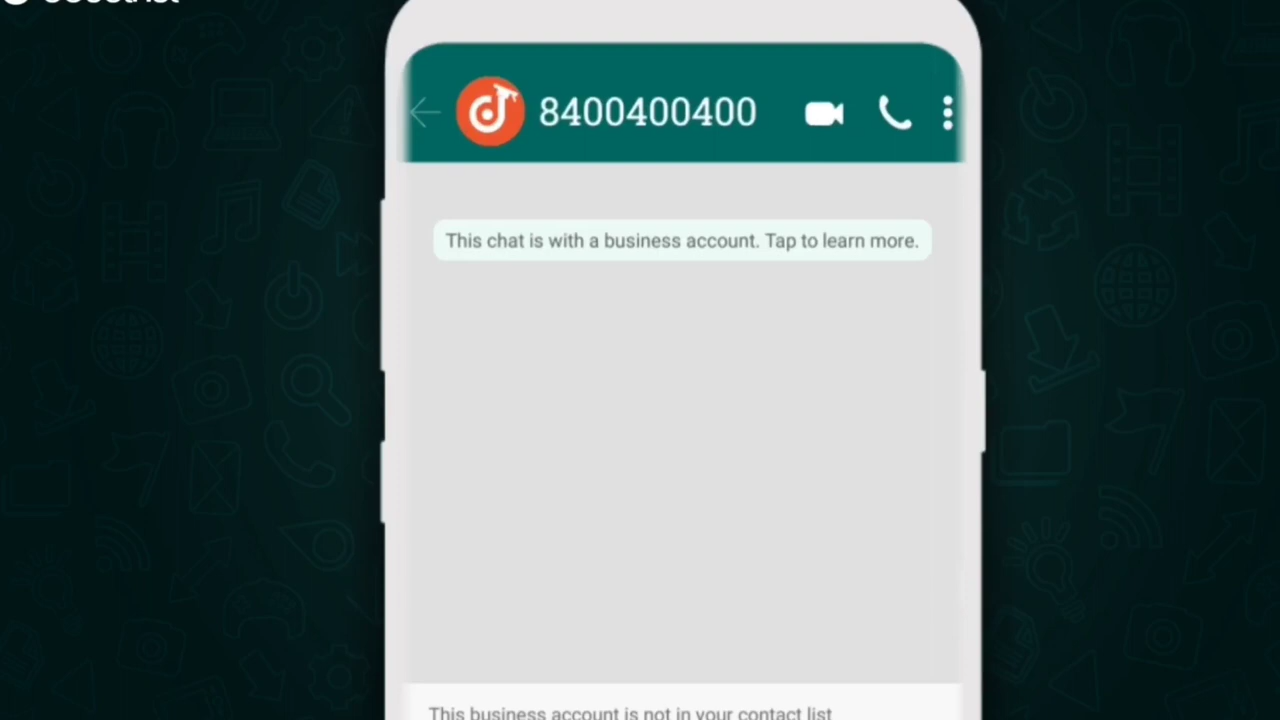 8400400400
This chat is with a business account. Tap to learn more.
This business account is not in your contact list